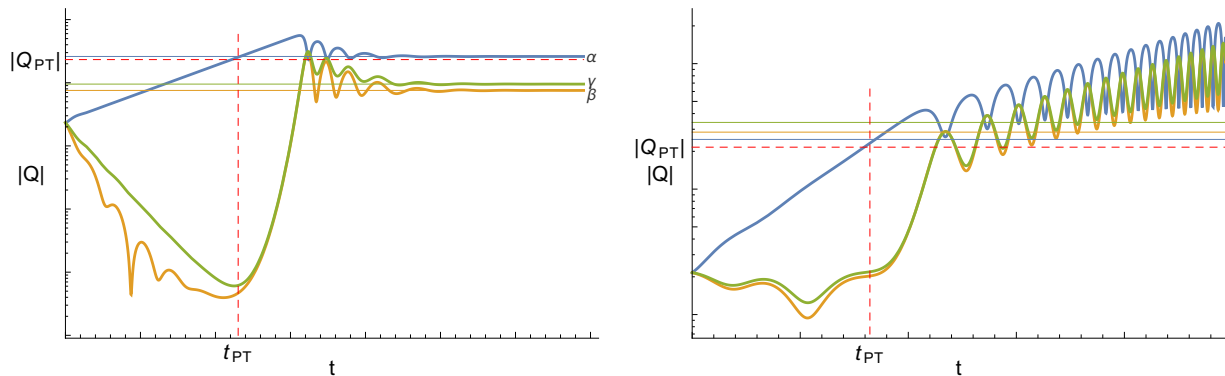 |Q_PT|
|Q|
α
γ
β
t_PT
t
|Q_PT|
|Q|
t_PT
t